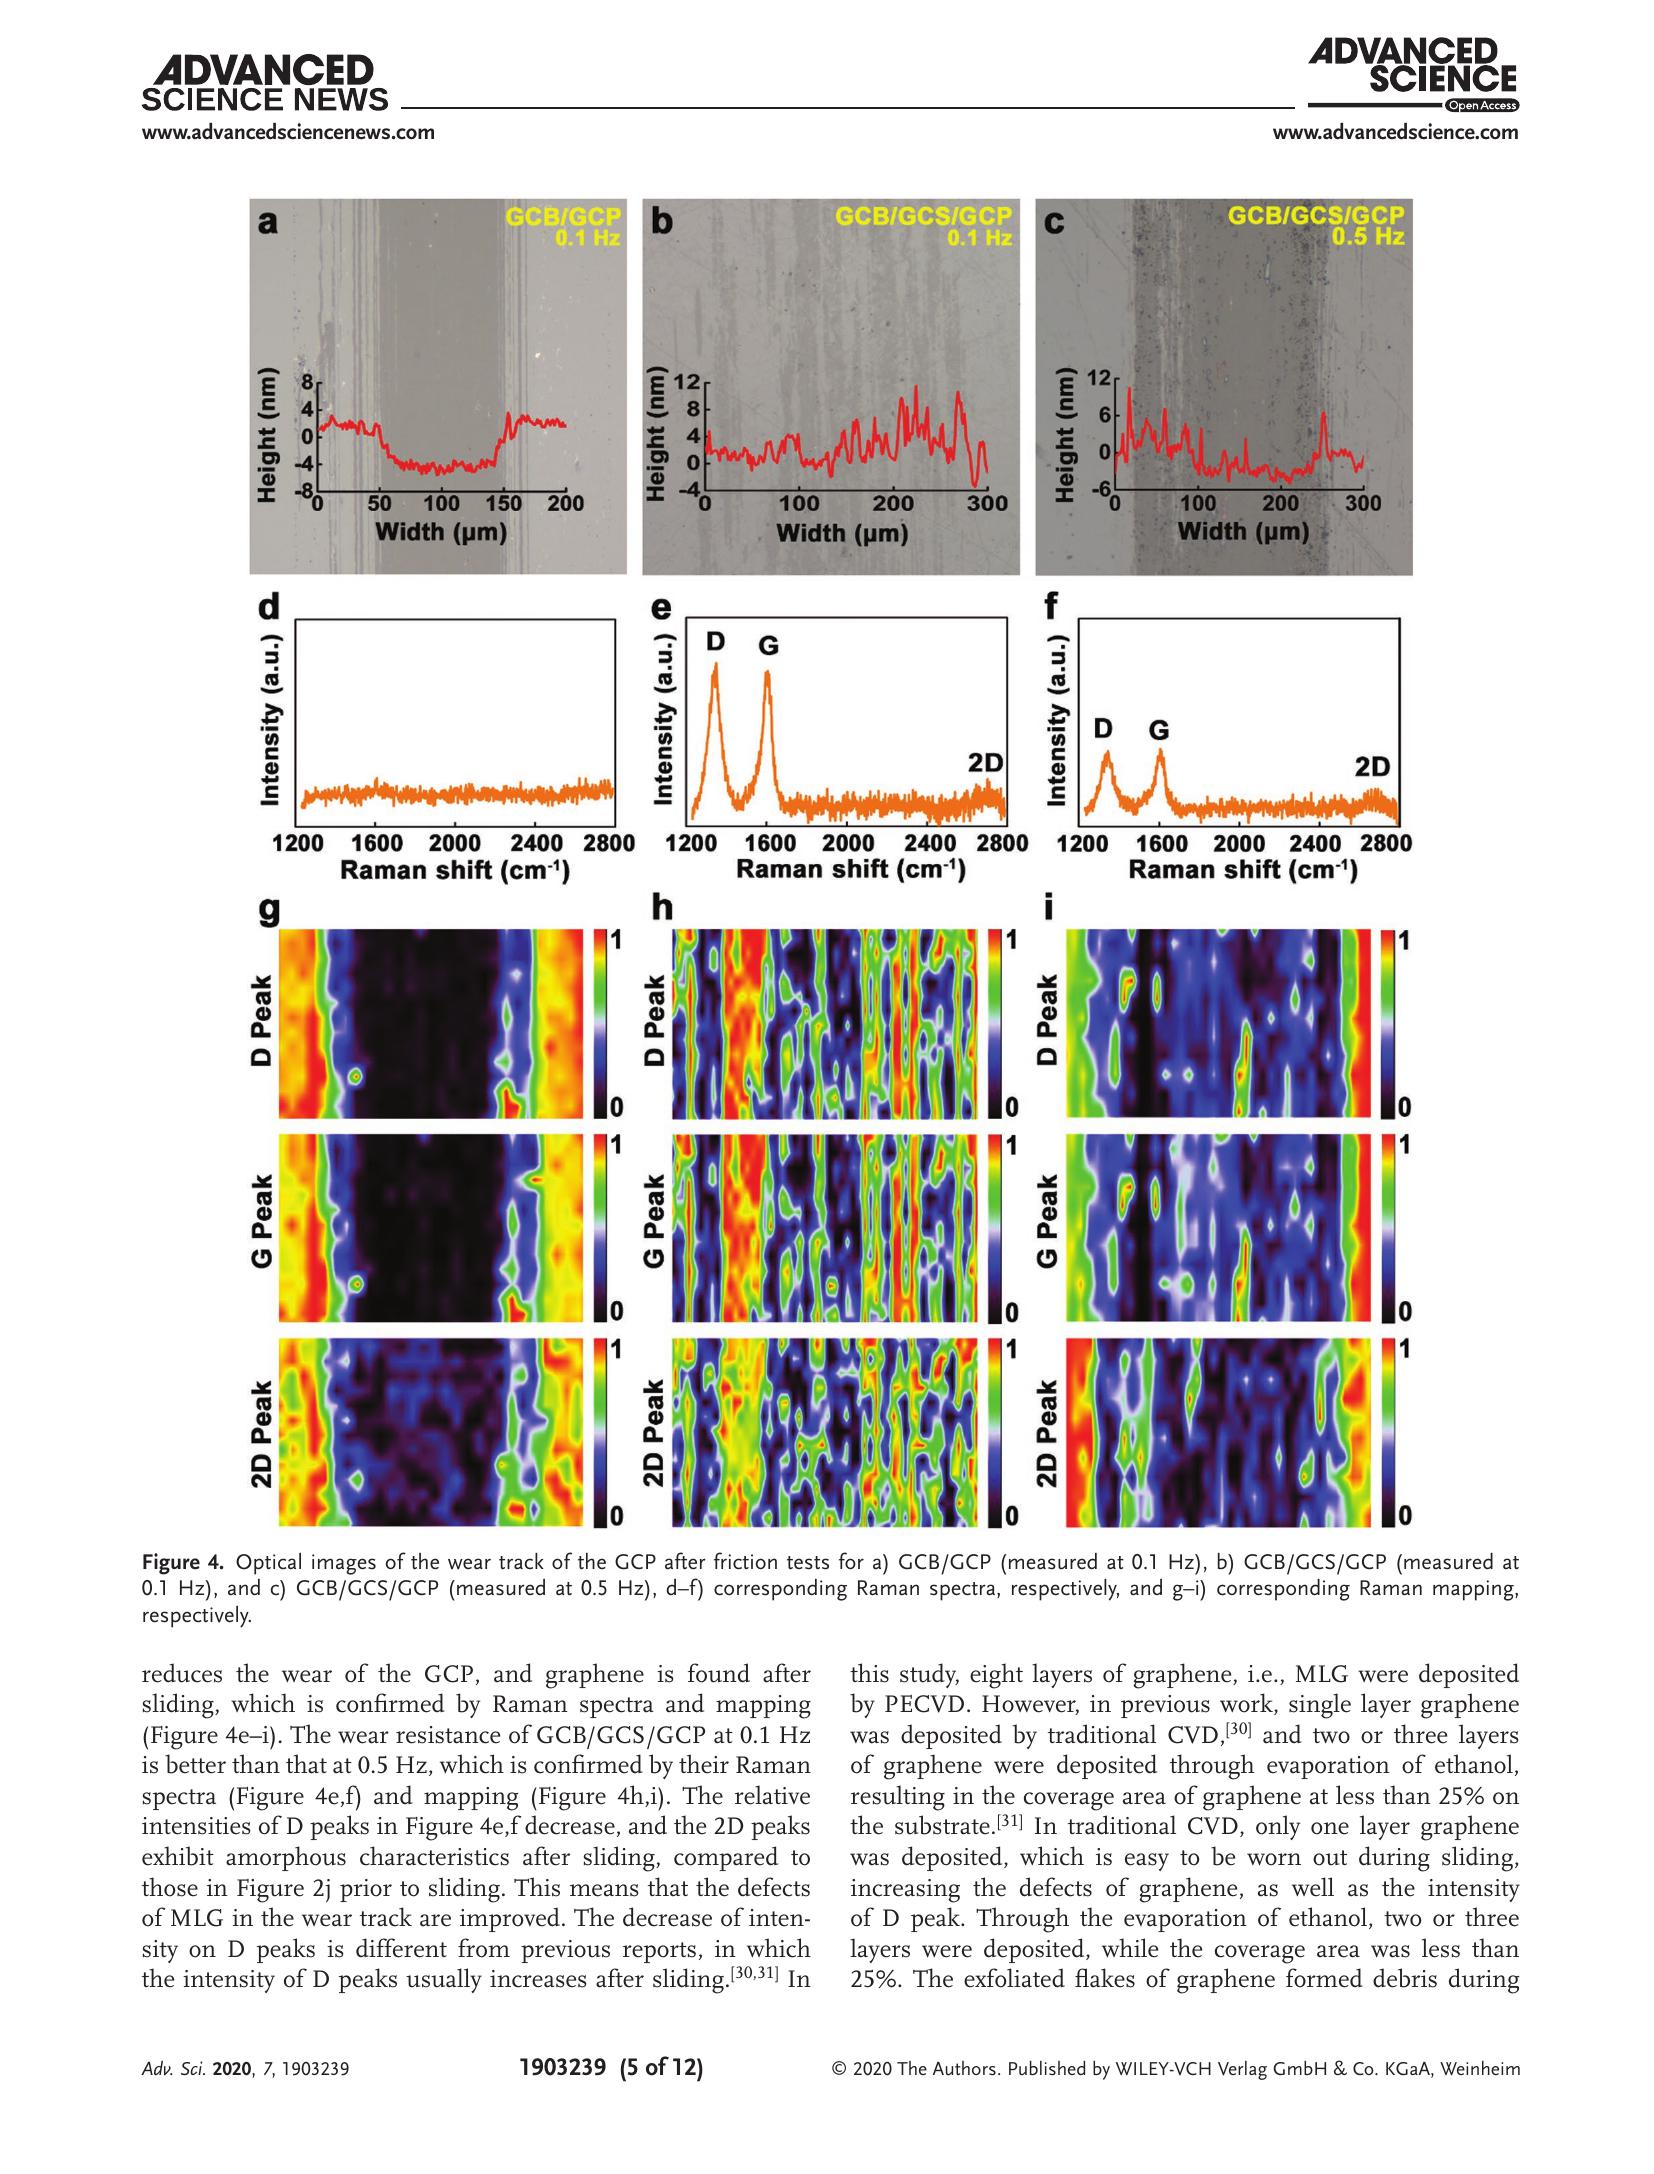 ADVANCED
SCIENCE NEWS
www.advancedsciencenews.com
ADVANCED
SCIENCE
Open Access
www.advancedscience.com
a
GCB/GCP
0.1 Hz
Height (nm)
8
4
0
-4
-8
0 50 100 150 200
Width (µm)
b
GCB/GCS/GCP
0.1 Hz
Height (nm)
12
8
4
0
-4
0 100 200 300
Width (µm)
c
GCB/GCS/GCP
0.5 Hz
Height (nm)
12
6
0
-6
0 100 200 300
Width (µm)
d
Intensity (a.u.)
1200 1600 2000 2400 2800
Raman shift (cm-1)
e
D G
2D
Intensity (a.u.)
1200 1600 2000 2400 2800
Raman shift (cm-1)
f
D G
2D
Intensity (a.u.)
1200 1600 2000 2400 2800
Raman shift (cm-1)
g
D Peak
1
0
G Peak
1
0
2D Peak
1
0
h
D Peak
1
0
G Peak
1
0
2D Peak
1
0
i
D Peak
1
0
G Peak
1
0
2D Peak
1
0
Figure 4. Optical images of the wear track of the GCP after friction tests for a) GCB/GCP (measured at 0.1 Hz), b) GCB/GCS/GCP (measured at
0.1 Hz), and c) GCB/GCS/GCP (measured at 0.5 Hz), d–f) corresponding Raman spectra, respectively, and g–i) corresponding Raman mapping,
respectively.
reduces the wear of the GCP, and graphene is found after
sliding, which is confirmed by Raman spectra and mapping
(Figure 4e–i). The wear resistance of GCB/GCS/GCP at 0.1 Hz
is better than that at 0.5 Hz, which is confirmed by their Raman
spectra (Figure 4e,f) and mapping (Figure 4h,i). The relative
intensities of D peaks in Figure 4e,f decrease, and the 2D peaks
exhibit amorphous characteristics after sliding, compared to
those in Figure 2j prior to sliding. This means that the defects
of MLG in the wear track are improved. The decrease of inten-
sity on D peaks is different from previous reports, in which
the intensity of D peaks usually increases after sliding.[30,31] In
this study, eight layers of graphene, i.e., MLG were deposited
by PECVD. However, in previous work, single layer graphene
was deposited by traditional CVD,[30] and two or three layers
of graphene were deposited through evaporation of ethanol,
resulting in the coverage area of graphene at less than 25% on
the substrate.[31] In traditional CVD, only one layer graphene
was deposited, which is easy to be worn out during sliding,
increasing the defects of graphene, as well as the intensity
of D peak. Through the evaporation of ethanol, two or three
layers were deposited, while the coverage area was less than
25%. The exfoliated flakes of graphene formed debris during
Adv. Sci. 2020, 7, 1903239
1903239 (5 of 12)
© 2020 The Authors. Published by WILEY-VCH Verlag GmbH & Co. KGaA, Weinheim